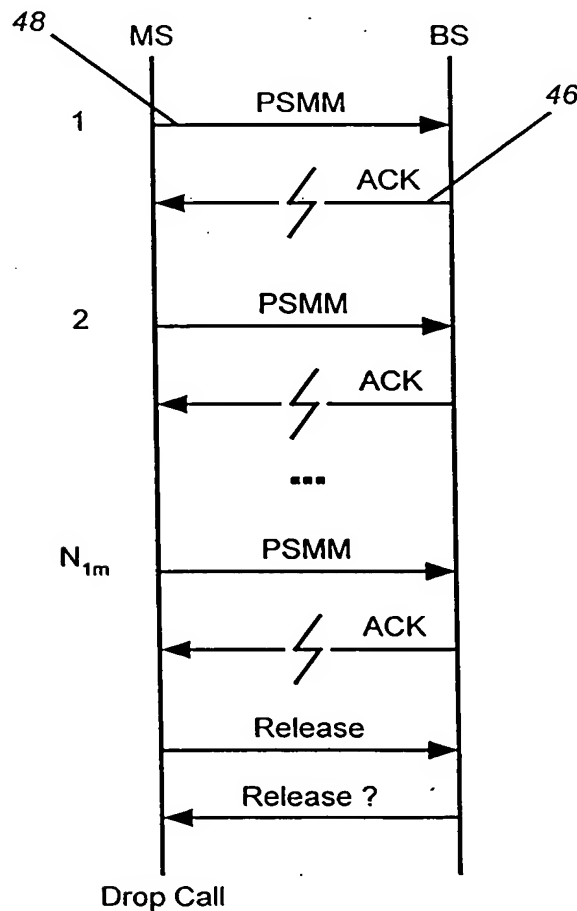 48
MS
BS
46
1
PSMM
ACK
2
PSMM
ACK
...
N1m
PSMM
ACK
Release
Release ?
Drop Call